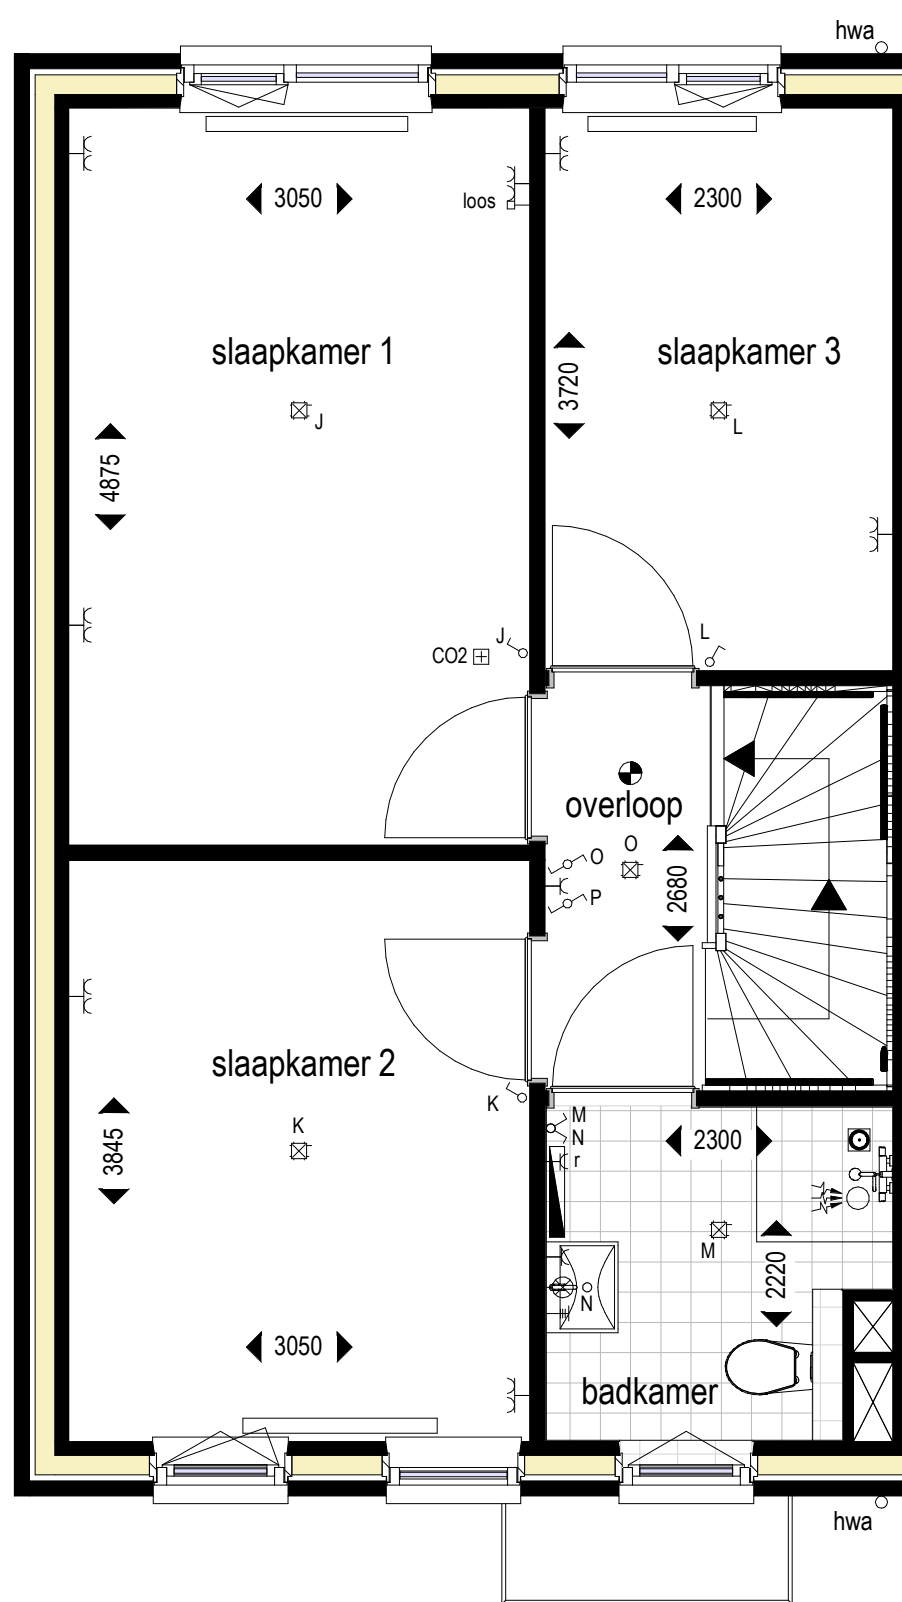 hwa
3050
loos
2300
slaapkamer 1
slaapkamer 3
3720
J
L
4875
J
L
CO2
overloop
O
O
P
2680
slaapkamer 2
K
M
N
r
2300
K
3845
M
2220
N
3050
badkamer
hwa